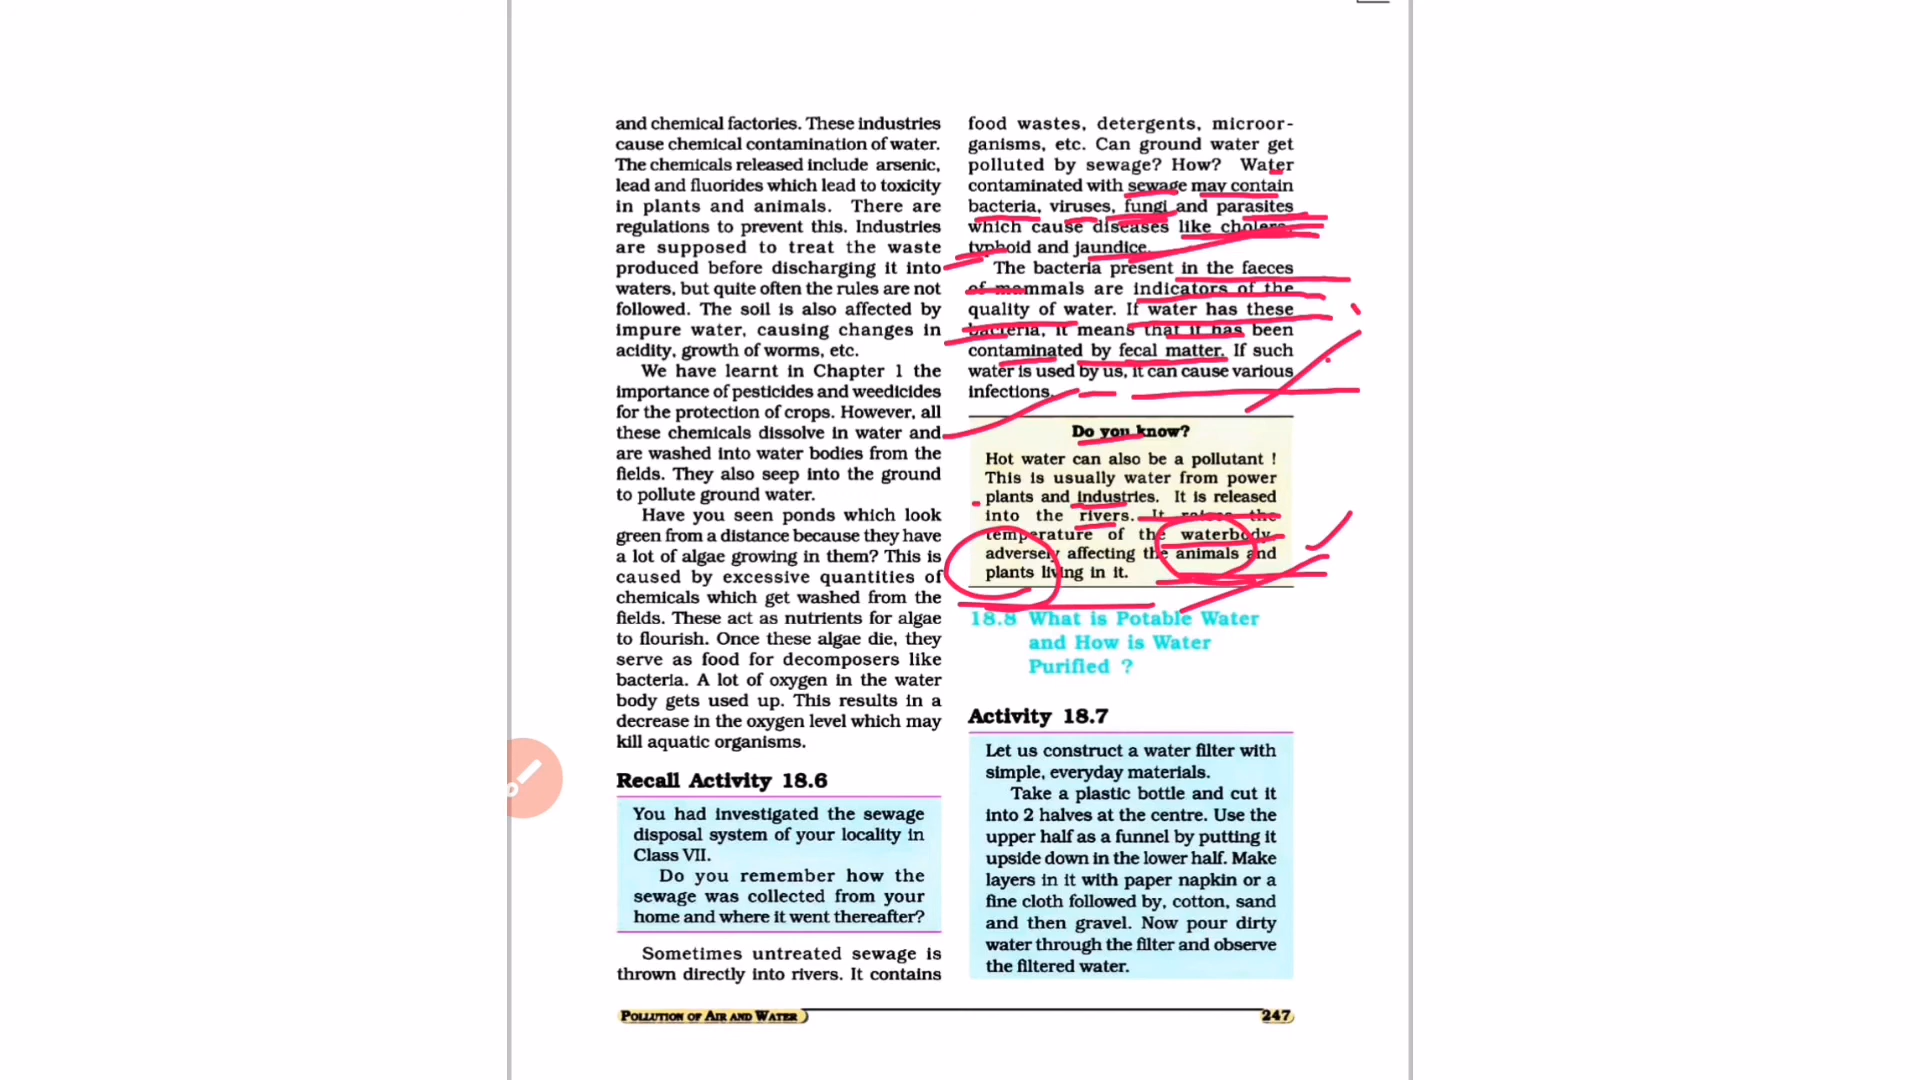 and chemical factories. These industries
cause chemical contamination of water.
The chemicals released include arsenic,
lead and fluorides which lead to toxicity
in plants and animals. There are
regulations to prevent this. Industries
are supposed to treat the waste
produced before discharging it into
waters, but quite often the rules are not
followed. The soil is also affected by
impure water, causing changes in
acidity, growth of worms, etc.
We have learnt in Chapter 1 the
importance of pesticides and weedicides
for the protection of crops. However, all
these chemicals dissolve in water and
are washed into water bodies from the
fields. They also seep into the ground
to pollute ground water.
Have you seen ponds which look
green from a distance because they have
a lot of algae growing in them? This is
caused by excessive quantities of
chemicals which get washed from the
fields. These act as nutrients for algae
to flourish. Once these algae die, they
serve as food for decomposers like
bacteria. A lot of oxygen in the water
body gets used up. This results in a
decrease in the oxygen level which may
kill aquatic organisms.
Recall Activity 18.6
You had investigated the sewage
disposal system of your locality in
Class VII.
Do you remember how the
sewage was collected from your
home and where it went thereafter?
Sometimes untreated sewage is
thrown directly into rivers. It contains
food wastes, detergents, microor-
ganisms, etc. Can ground water get
polluted by sewage? How? Water
contaminated with sewage may contain
bacteria, viruses, fungi and parasites
which cause diseases like cholera,
typhoid and jaundice.
The bacteria present in the faeces
of mammals are indicators of the
quality of water. If water has these
bacteria, it means that it has been
contaminated by fecal matter. If such
water is used by us, it can cause various
infections.
Do you know?
Hot water can also be a pollutant !
This is usually water from power
plants and industries. It is released
into the rivers. It raises the
temperature of the waterbody,
adversely affecting the animals and
plants living in it.
18.8 What is Potable Water
and How is Water
Purified ?
Activity 18.7
Let us construct a water filter with
simple, everyday materials.
Take a plastic bottle and cut it
into 2 halves at the centre. Use the
upper half as a funnel by putting it
upside down in the lower half. Make
layers in it with paper napkin or a
fine cloth followed by, cotton, sand
and then gravel. Now pour dirty
water through the filter and observe
the filtered water.
POLLUTION OF AIR AND WATER
247